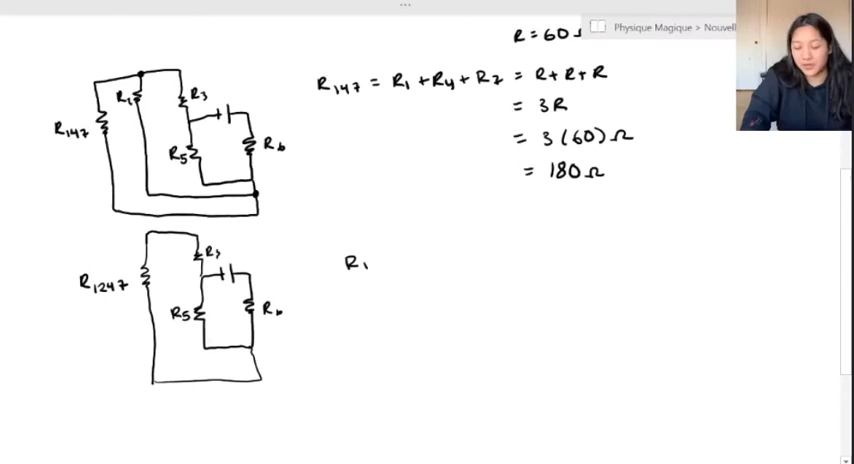 R = 60
Physique Magique > Nouvell
R₁₄₇ = R₁ + R₄ + R₇ = R + R + R
= 3R
= 3 (60) Ω
= 180 Ω
R₃
R₁₄₇
R₅
R₆
R₃
R₁₂₄₇
R₅
R₆
R₁